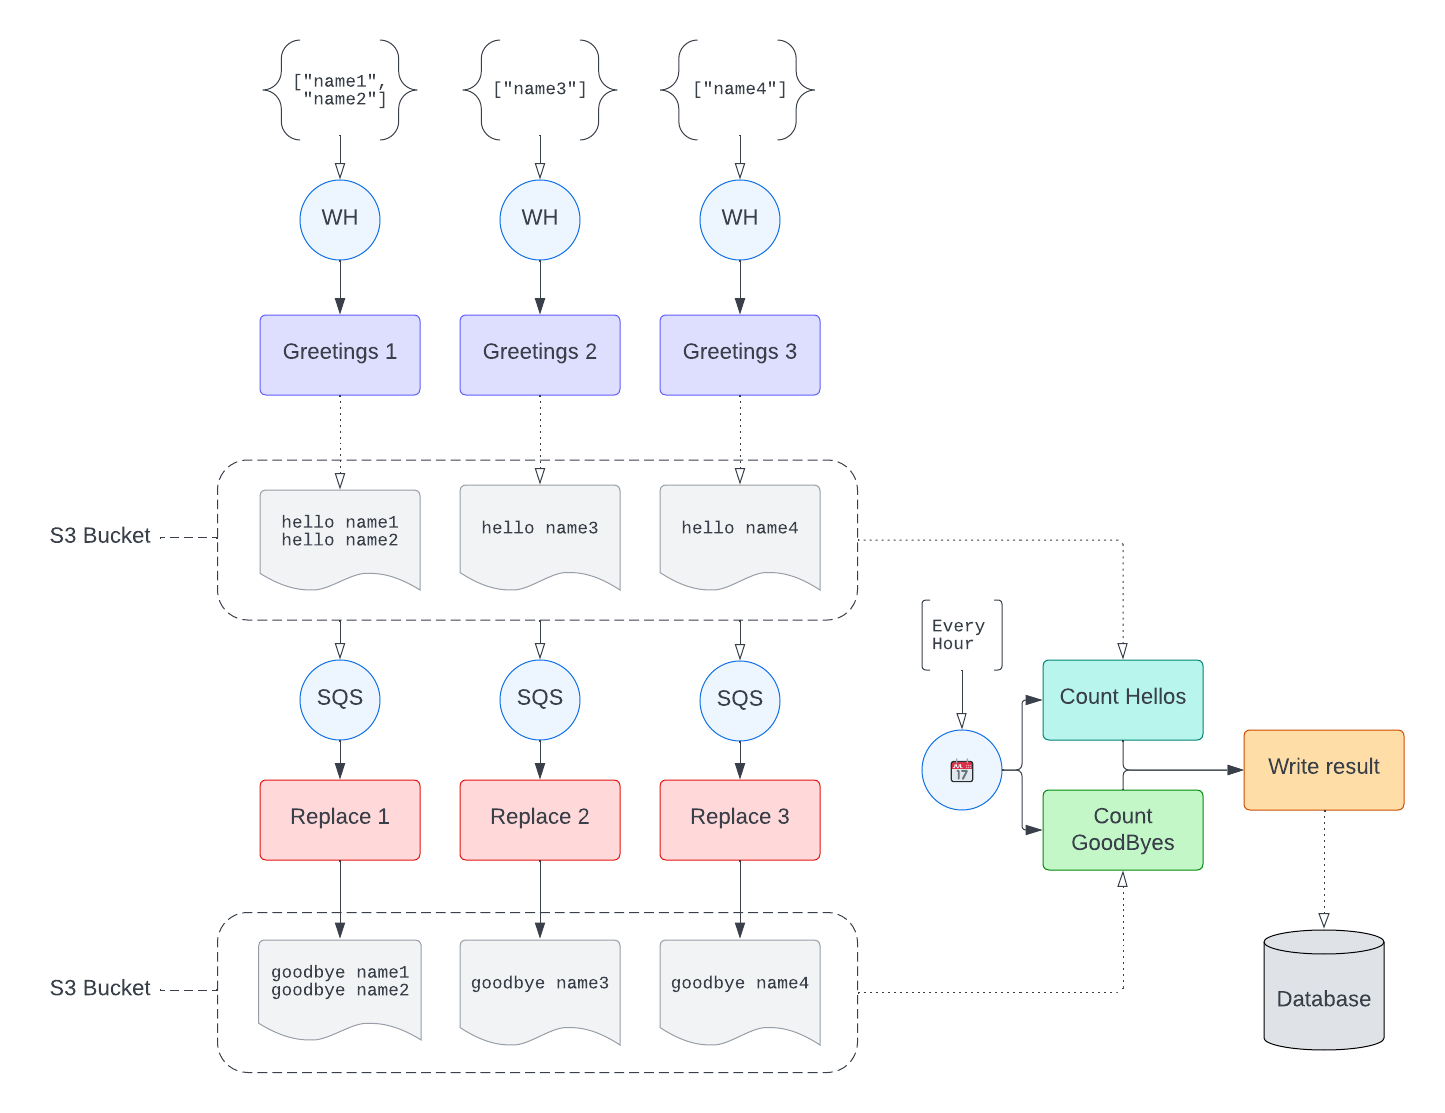 ["name1",
"name2"]
["name3"]
["name4"]
WH
WH
WH
Greetings 1
Greetings 2
Greetings 3
S3 Bucket
hello name1
hello name2
hello name3
hello name4
Every
Hour
SQS
SQS
SQS
Count Hellos
JUL
17
Write result
Replace 1
Replace 2
Replace 3
Count
GoodByes
S3 Bucket
goodbye name1
goodbye name2
goodbye name3
goodbye name4
Database